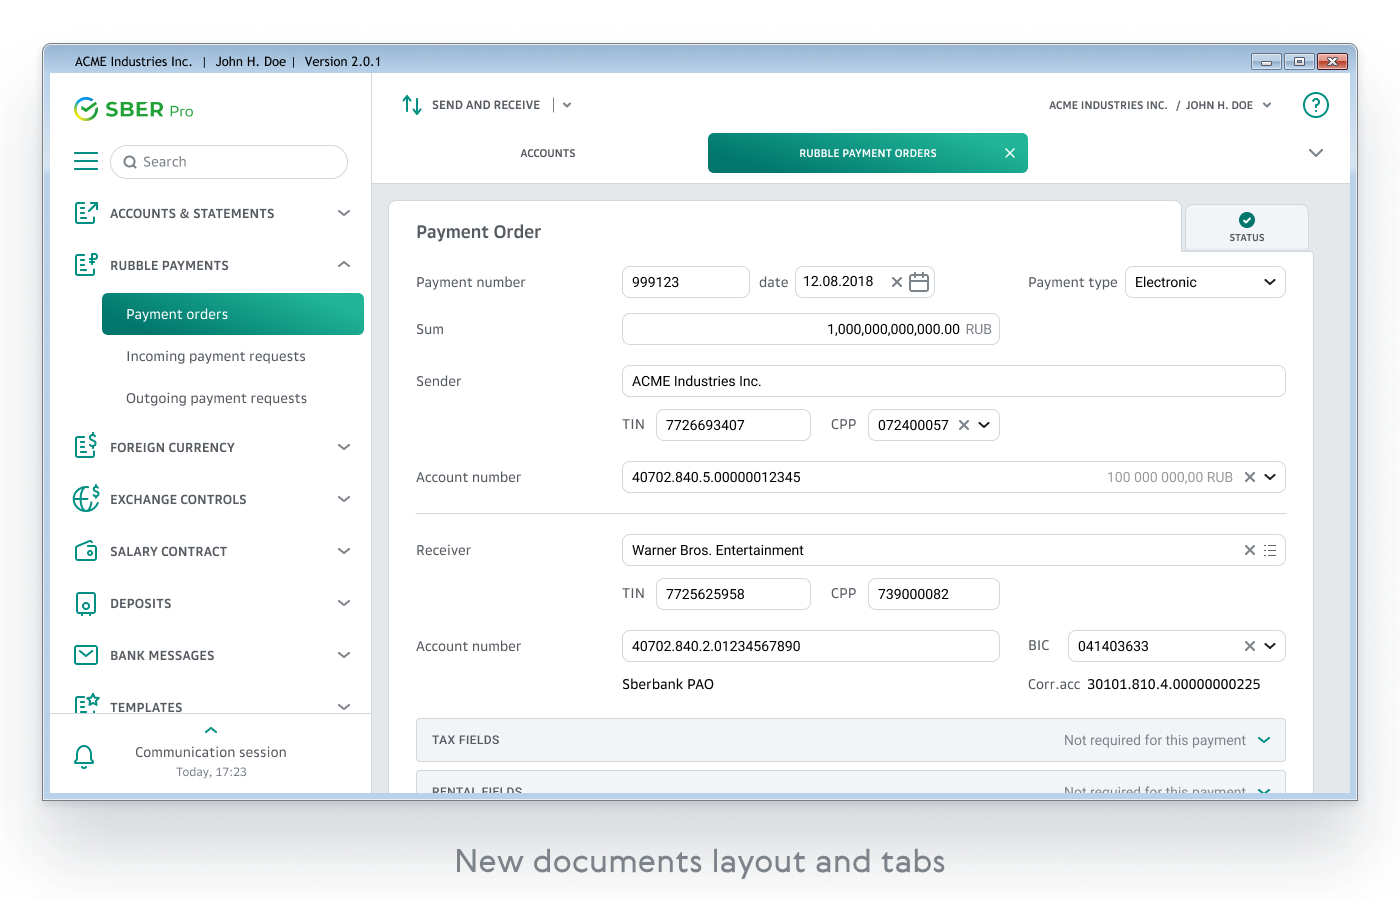 ACME Industries Inc. | John H. Doe | Version 2.0.1
SBER Pro
Search
ACCOUNTS & STATEMENTS
RUBBLE PAYMENTS
Payment orders
Incoming payment requests
Outgoing payment requests
FOREIGN CURRENCY
EXCHANGE CONTROLS
SALARY CONTRACT
DEPOSITS
BANK MESSAGES
TEMPLATES
Communication session
Today, 17:23
SEND AND RECEIVE
ACME INDUSTRIES INC. / JOHN H. DOE
?
ACCOUNTS
RUBBLE PAYMENT ORDERS
Payment Order
STATUS
Payment number 999123 date 12.08.2018 Payment type Electronic
Sum 1,000,000,000,000.00 RUB
Sender ACME Industries Inc.
TIN 7726693407 CPP 072400057
Account number 40702.840.5.00000012345 100 000 000,00 RUB
Receiver Warner Bros. Entertainment
TIN 7725625958 CPP 739000082
Account number 40702.840.2.01234567890 BIC 041403633
Sberbank PAO Corr.acc 30101.810.4.00000000225
TAX FIELDS Not required for this payment
RENTAL FIELDS Not required for this payment
New documents layout and tabs